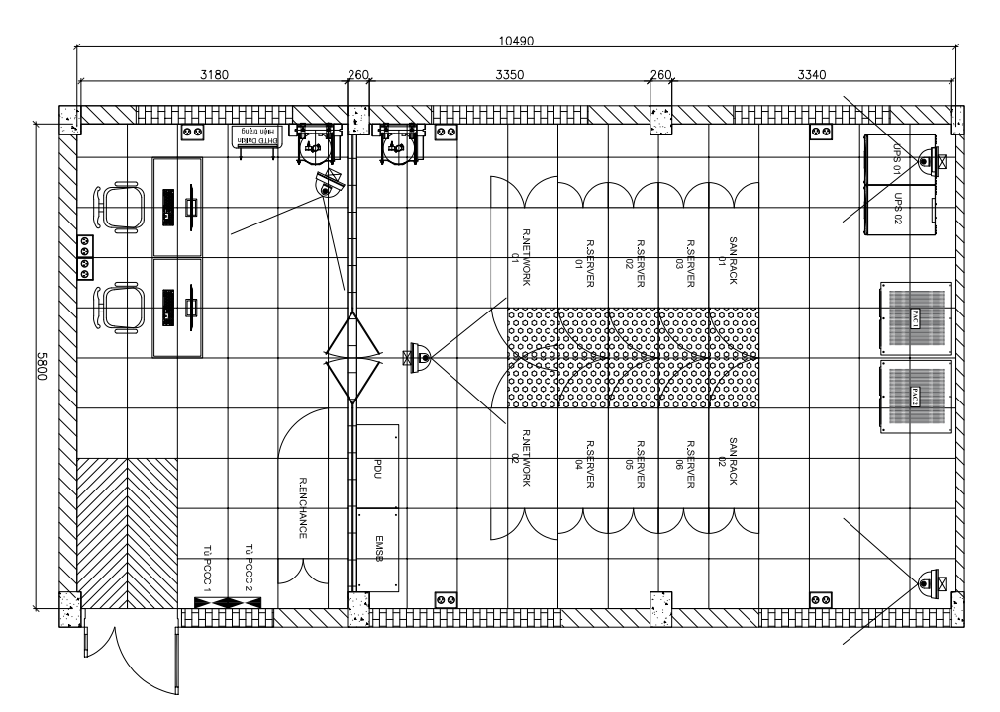 10490
3180
260
3350
260
3340
5800
ĐHTĐ Daikin
Hiện trạng
UPS 01
UPS 02
R.NETWORK
01
R.SERVER
01
R.SERVER
02
R.SERVER
03
SAN RACK
01
PAC1
PAC2
R.NETWORK
02
R.SERVER
04
R.SERVER
05
R.SERVER
06
SAN RACK
02
PDU
EMSB
R.ENCHANCE
Tủ PCCC 1
Tủ PCCC 2